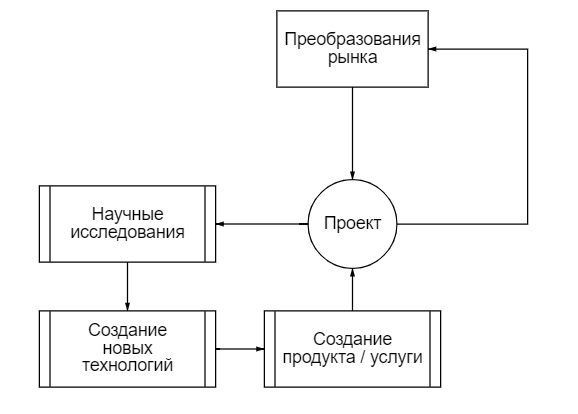 Преобразования
рынка
Научные
исследования
Проект
Создание
новых
технологий
Создание
продукта / услуги